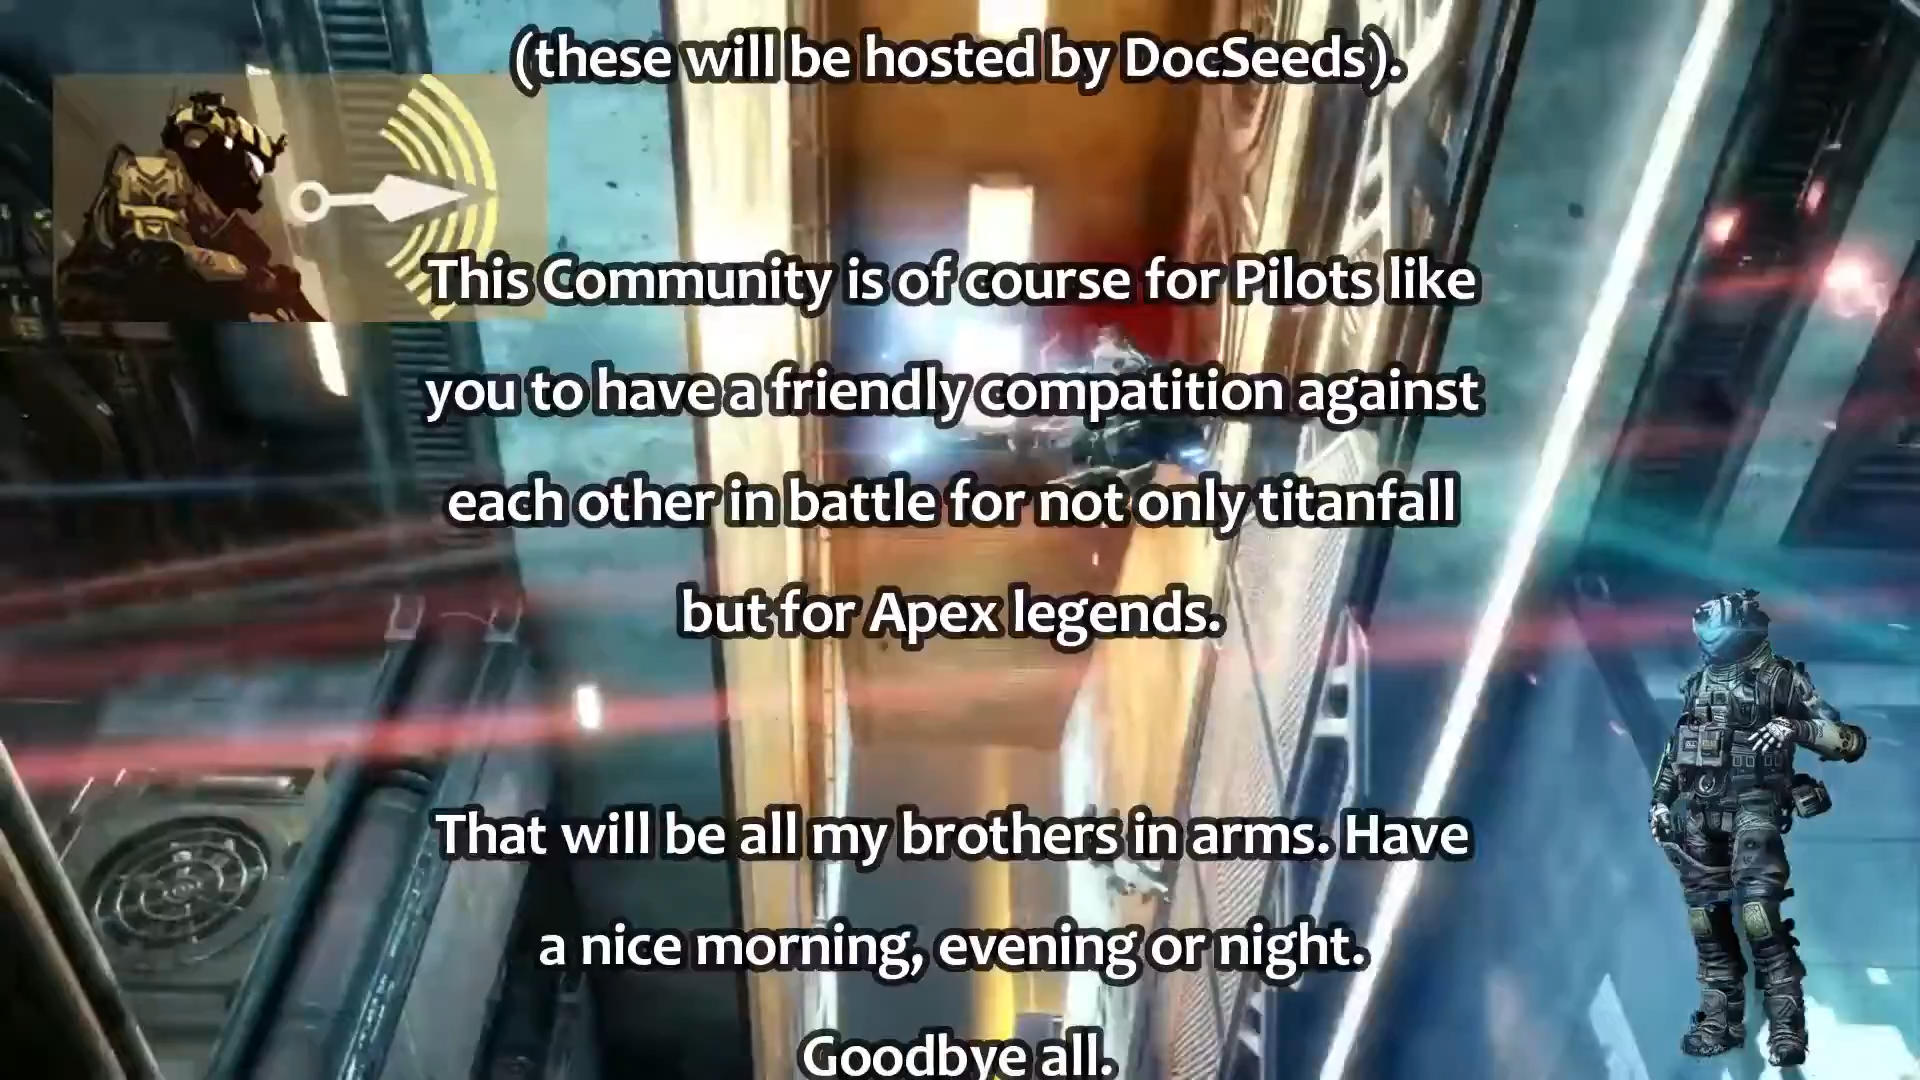 (these will be hosted by DocSeeds).
This Community is of course for Pilots like
you to have a friendly compatition against
each other in battle for not only titanfall
but for Apex legends.
That will be all my brothers in arms. Have
a nice morning, evening or night.
Goodbye all.